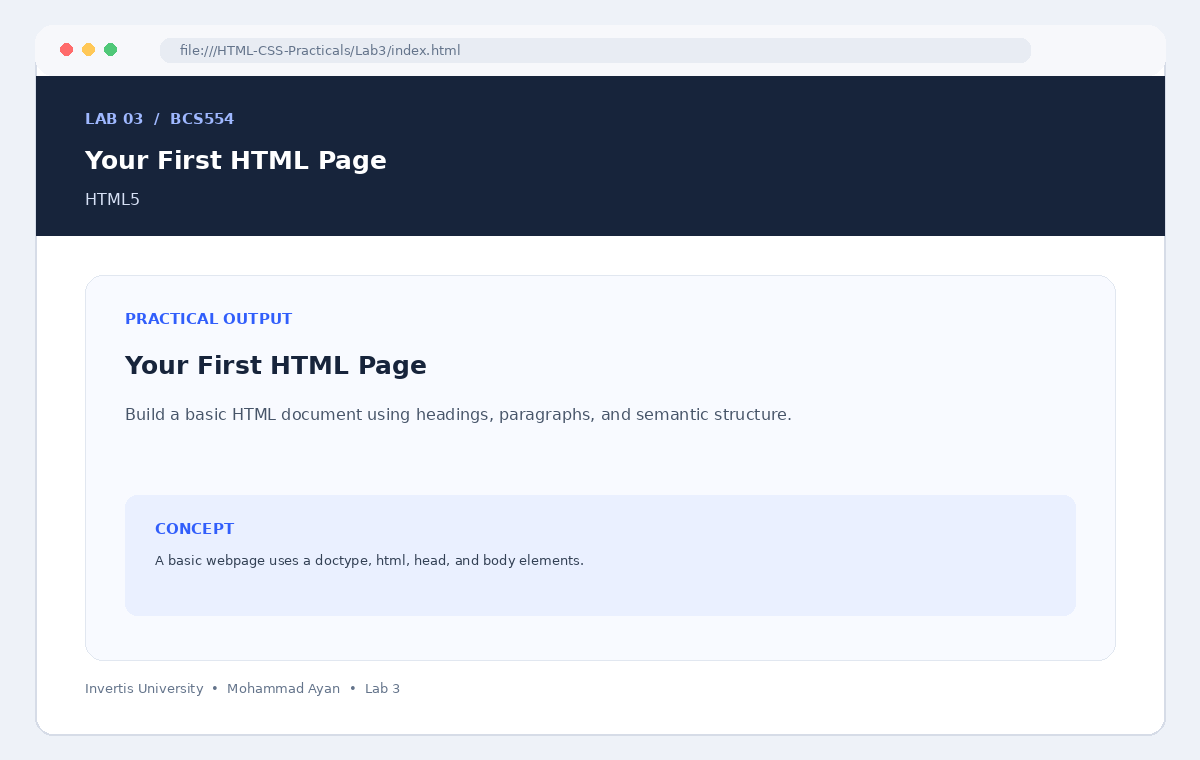 file:///HTML-CSS-Practicals/Lab3/index.html
LAB 03 / BCS554
Your First HTML Page
HTML5
PRACTICAL OUTPUT
Your First HTML Page
Build a basic HTML document using headings, paragraphs, and semantic structure.
CONCEPT
A basic webpage uses a doctype, html, head, and body elements.
Invertis University • Mohammad Ayan • Lab 3